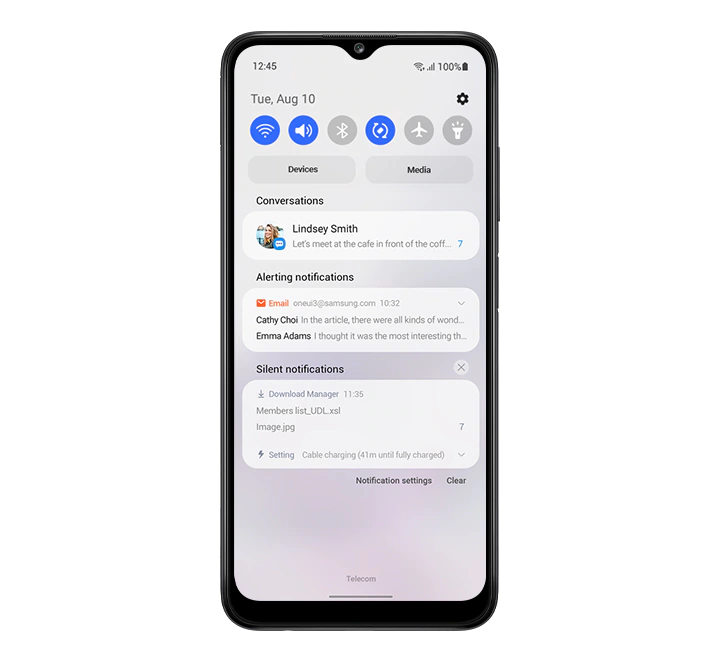 12:45 100%
Tue, Aug 10
Devices Media
Conversations
Lindsey Smith
Let's meet at the cafe in front of the coff... 7
Alerting notifications
Email oneui3@samsung.com 10:32
Cathy Choi In the article, there were all kinds of wond...
Emma Adams I thought it was the most interesting th...
Silent notifications
Download Manager 11:35
Members list_UDL.xsl
Image.jpg 7
Setting Cable charging (41m until fully charged)
Notification settings Clear
Telecom